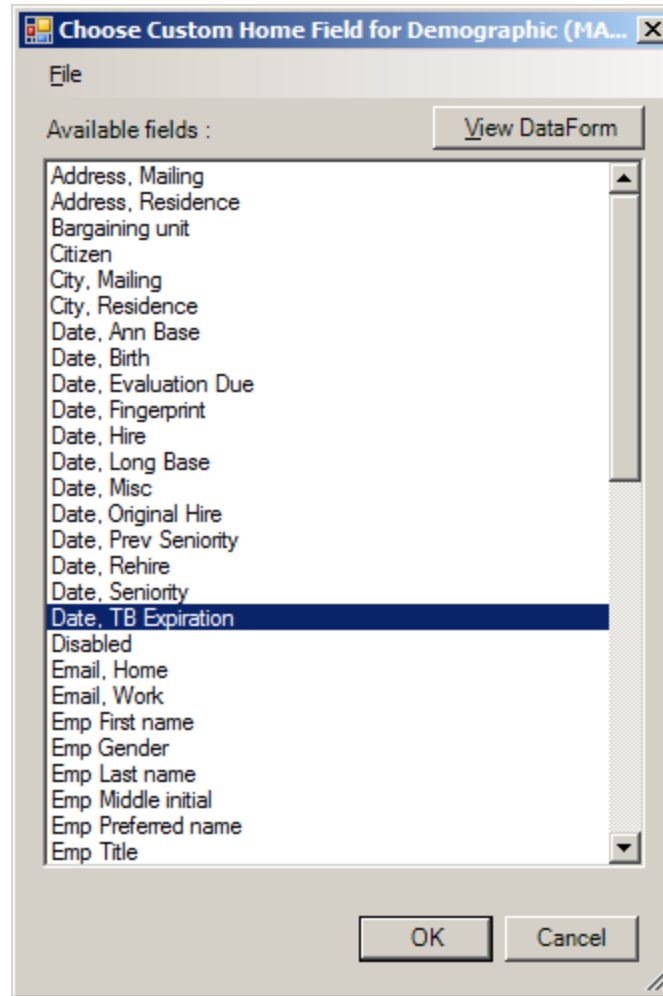 Choose Custom Home Field for Demographic (MA...
File
Available fields :
View DataForm
Address, Mailing
Address, Residence
Bargaining unit
Citizen
City, Mailing
City, Residence
Date, Ann Base
Date, Birth
Date, Evaluation Due
Date, Fingerprint
Date, Hire
Date, Long Base
Date, Misc
Date, Original Hire
Date, Prev Seniority
Date, Rehire
Date, Seniority
Date, TB Expiration
Disabled
Email, Home
Email, Work
Emp First name
Emp Gender
Emp Last name
Emp Middle initial
Emp Preferred name
Emp Title
OK
Cancel